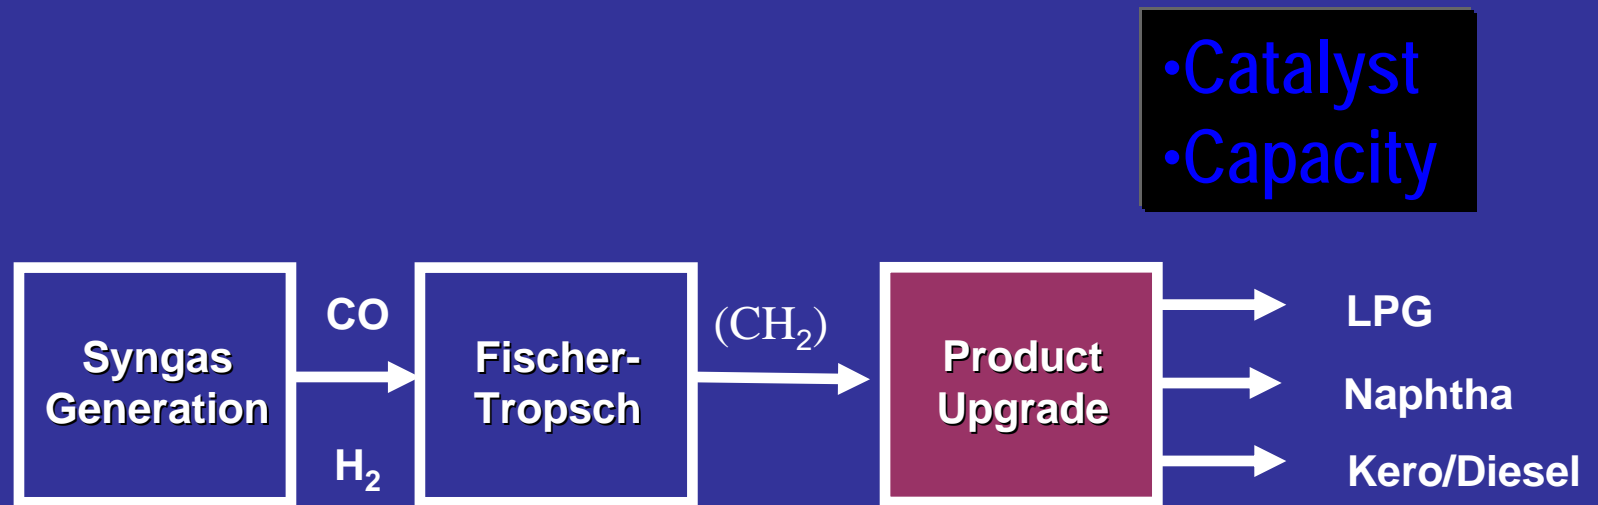 •Catalyst
•Capacity
Syngas
Generation
CO
H₂
Fischer-
Tropsch
(CH₂)
Product
Upgrade
LPG
Naphtha
Kero/Diesel